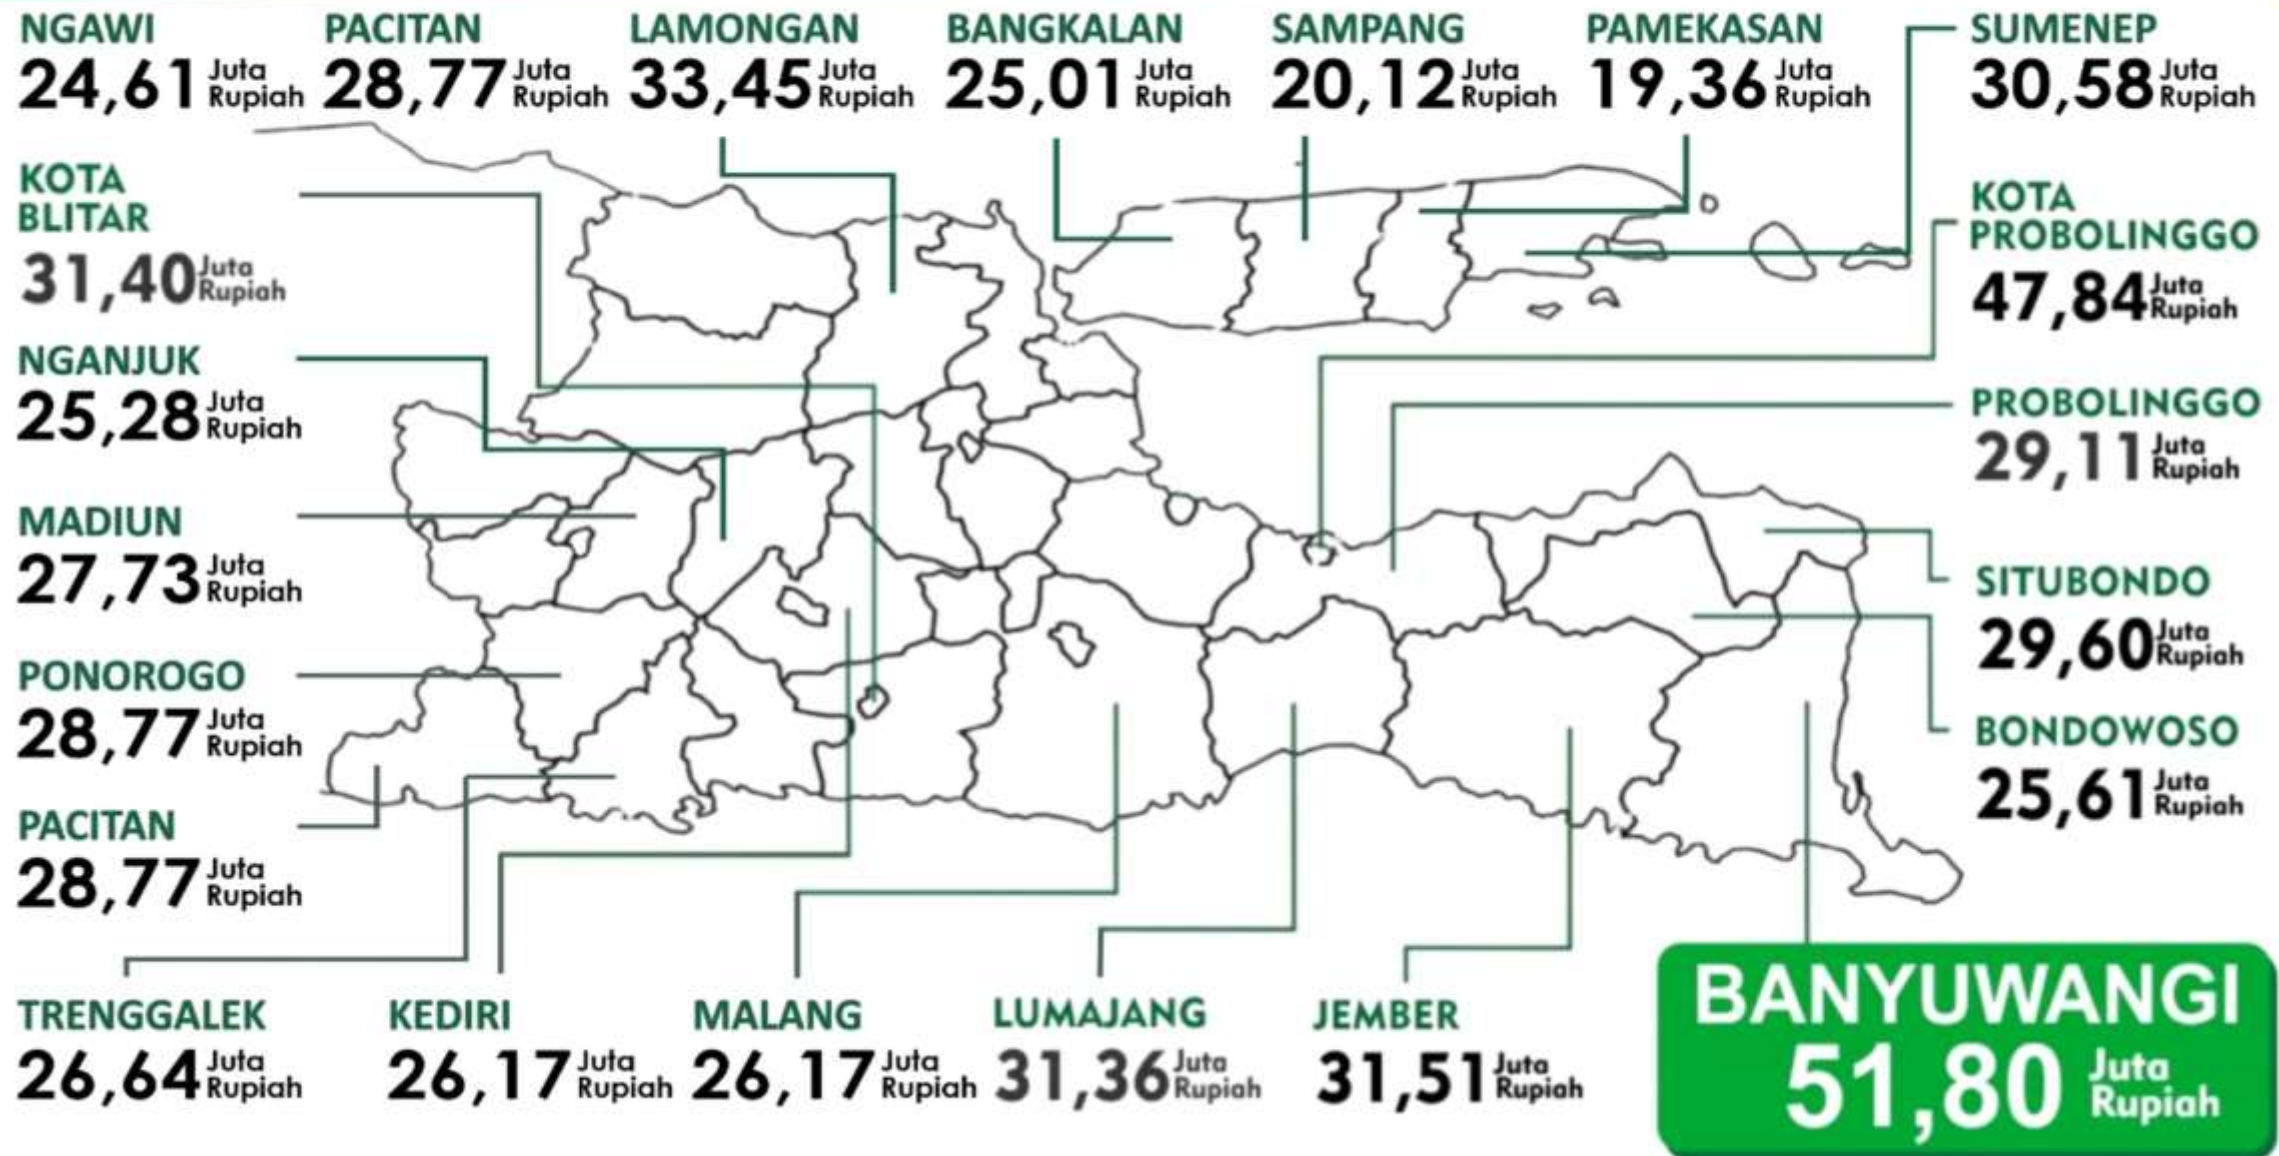 NGAWI
24,61 Juta Rupiah
PACITAN
28,77 Juta Rupiah
LAMONGAN
33,45 Juta Rupiah
BANGKALAN
25,01 Juta Rupiah
SAMPANG
20,12 Juta Rupiah
PAMEKASAN
19,36 Juta Rupiah
SUMENEP
30,58 Juta Rupiah
KOTA
BLITAR
31,40 Juta Rupiah
NGANJUK
25,28 Juta Rupiah
MADIUN
27,73 Juta Rupiah
PONOROGO
28,77 Juta Rupiah
PACITAN
28,77 Juta Rupiah
KOTA
PROBOLINGGO
47,84 Juta Rupiah
PROBOLINGGO
29,11 Juta Rupiah
SITUBONDO
29,60 Juta Rupiah
BONDOWOSO
25,61 Juta Rupiah
TRENGGALEK
26,64 Juta Rupiah
KEDIRI
26,17 Juta Rupiah
MALANG
26,17 Juta Rupiah
LUMAJANG
31,36 Juta Rupiah
JEMBER
31,51 Juta Rupiah
BANYUWANGI
51,80 Juta Rupiah